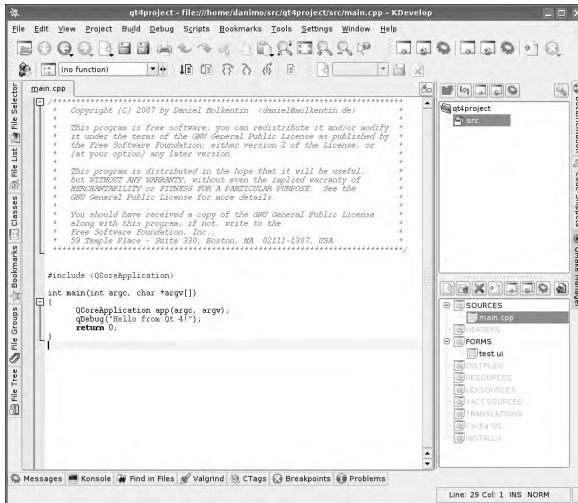 qt4project - file:///home/danimo/src/qt4project/src/main.cpp - KDevelop
File Edit View Project Build Debug Scripts Bookmarks Tools Settings Window Help
(no function)
File Selector
File List
Classes
Bookmarks
File Groups
File Tree
main.cpp
/****************************************************************************
* Copyright (C) 2007 by Daniel Molkentin <daniel@molkentin.de> *
* This program is free software; you can redistribute it and/or modify *
* it under the terms of the GNU General Public License as published by *
* the Free Software Foundation; either version 2 of the License, or *
* (at your option) any later version. *
* This program is distributed in the hope that it will be useful, *
* but WITHOUT ANY WARRANTY; without even the implied warranty of *
* MERCHANTABILITY or FITNESS FOR A PARTICULAR PURPOSE. See the *
* GNU General Public License for more details. *
* You should have received a copy of the GNU General Public License *
* along with this program; if not, write to the *
* Free Software Foundation, Inc., *
* 59 Temple Place - Suite 330, Boston, MA 02111-1307, USA. *
****************************************************************************/
#include <QCoreApplication>
int main(int argc, char *argv[])
{
QCoreApplication app(argc, argv);
qDebug("Hello from Qt 4!");
return 0;
}
qt4project
src
SOURCES
main.cpp
HEADERS
FORMS
test.ui
DISTFILES
RESOURCES
LEXSOURCES
YACCSOURCES
TRANSLATIONS
Corba IDL
INSTALLS
Messages Konsole Find in Files Valgrind CTags Breakpoints Problems
Line: 29 Col: 1 INS NORM